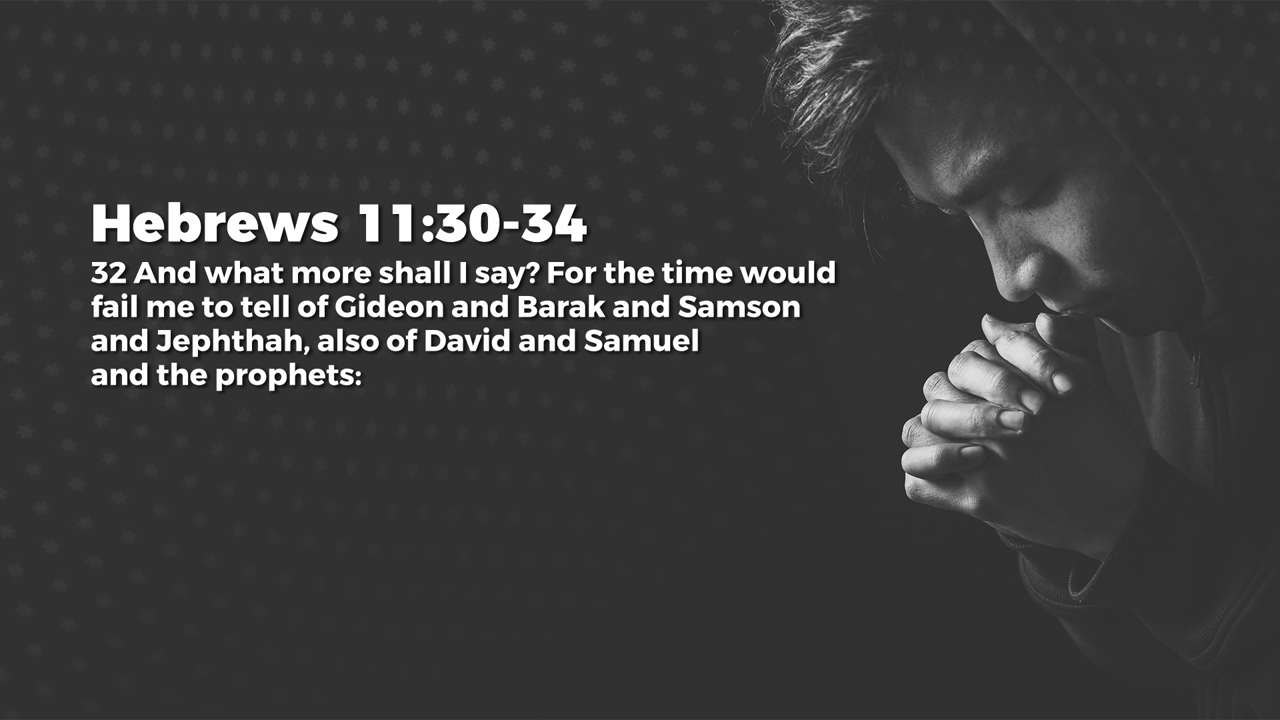 Hebrews 11:30-34
32 And what more shall I say? For the time would
fail me to tell of Gideon and Barak and Samson
and Jephthah, also of David and Samuel
and the prophets: